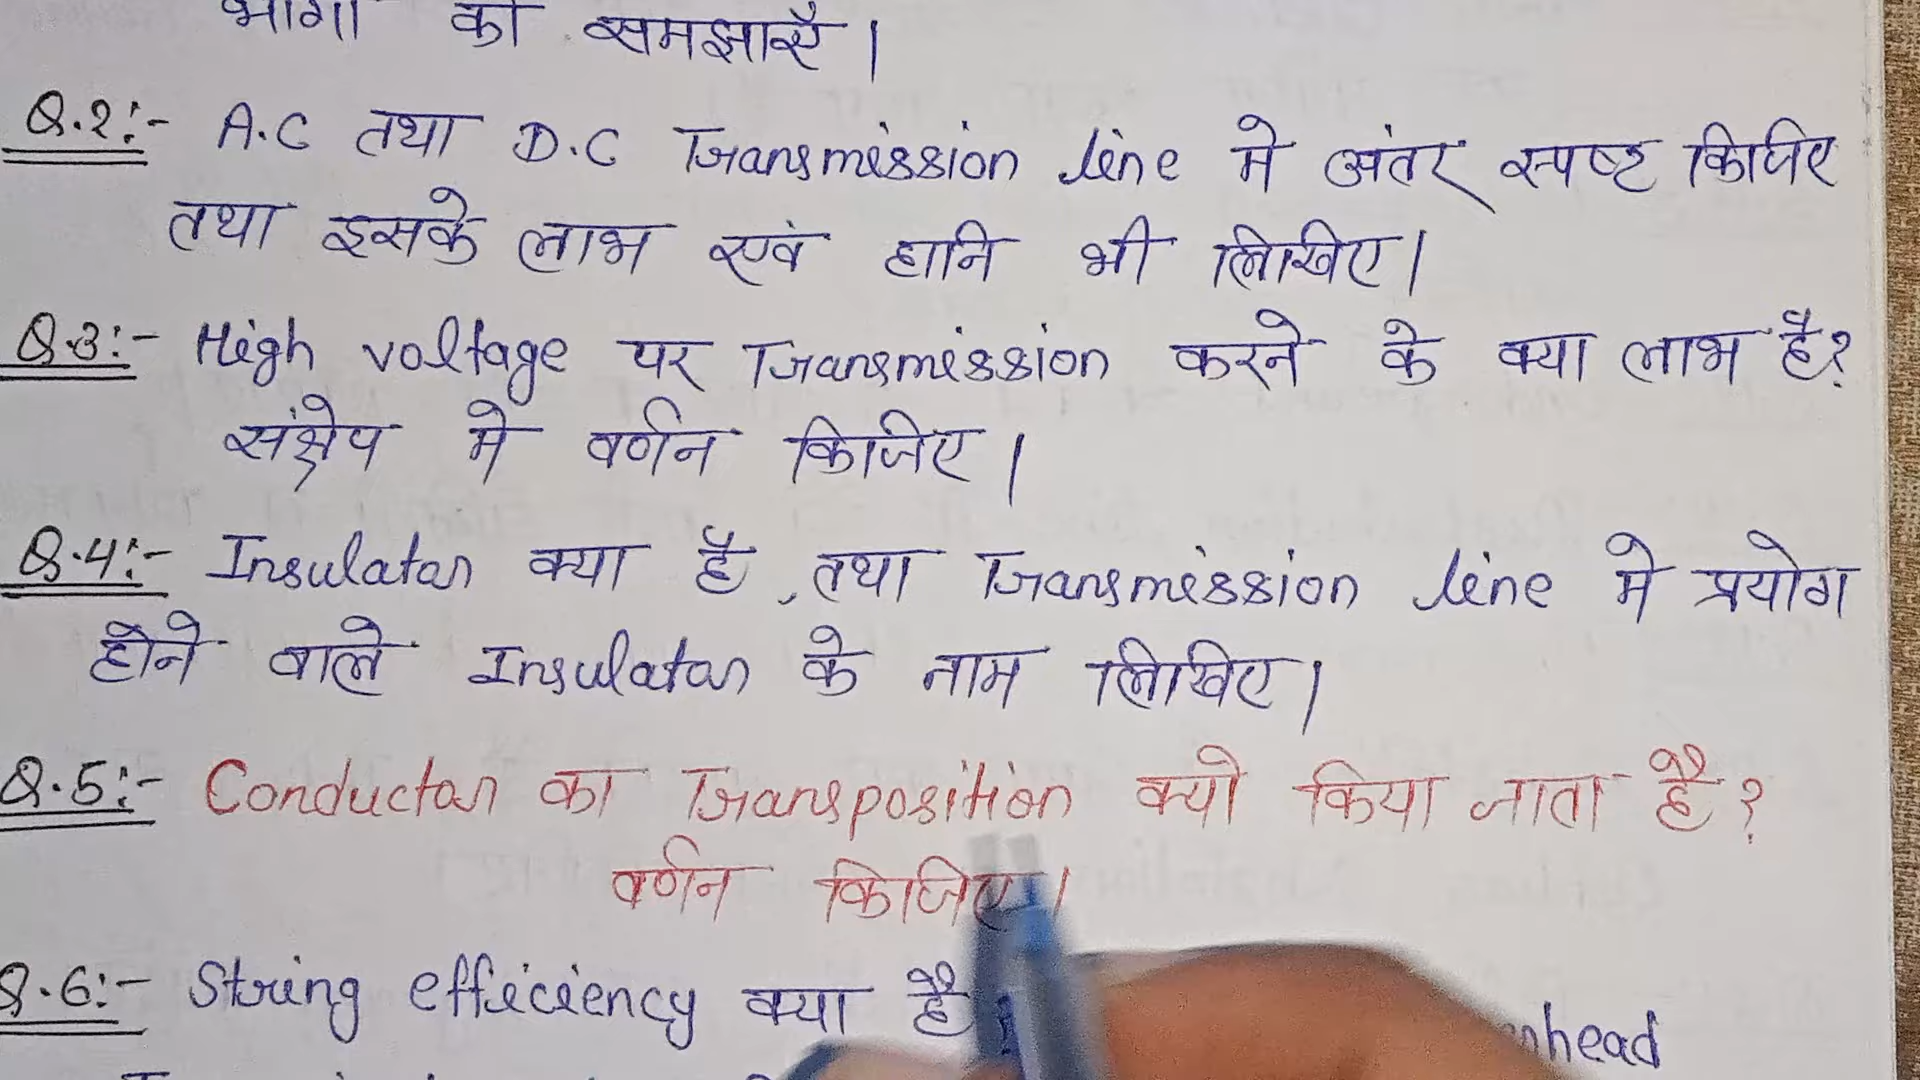 भागों को समझाएँ।
Q.2:- A.C तथा D.C Transmission line मे अंतर स्पष्ट किजिए
तथा इसके लाभ एवं हानि भी लिखिए।
Q.3:- High voltage पर Transmission करने के क्या लाभ है?
संक्षेप मे वर्णन किजिए।
Q.4:- Insulator क्या है, तथा Transmission line मे प्रयोग
होने वाले Insulator के नाम लिखिए।
Q.5:- Conductor का Transposition क्यो किया जाता है?
वर्णन किजिए।
Q.6:- String efficiency क्या है